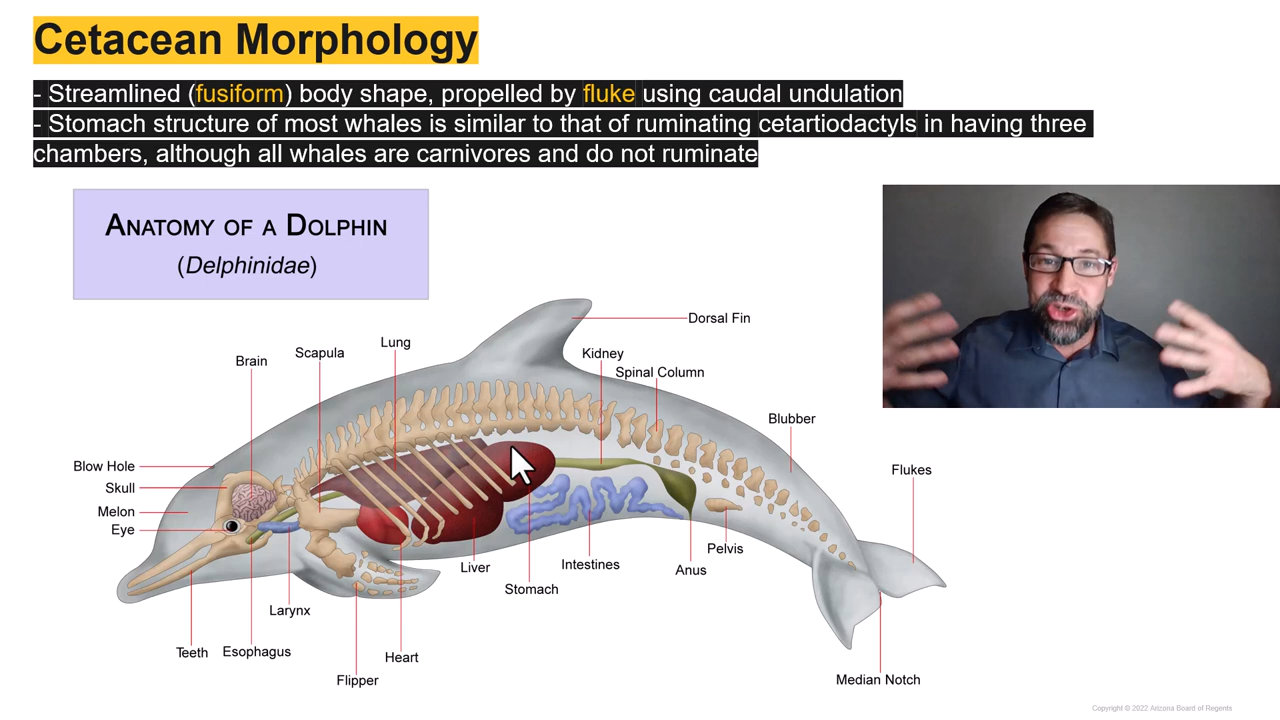 Cetacean Morphology
- Streamlined (fusiform) body shape, propelled by fluke using caudal undulation
- Stomach structure of most whales is similar to that of ruminating cetartiodactyls in having three
chambers, although all whales are carnivores and do not ruminate
Anatomy of a Dolphin
(Delphinidae)
Dorsal Fin
Lung
Scapula
Brain
Kidney
Spinal Column
Blubber
Blow Hole
Flukes
Skull
Melon
Eye
Pelvis
Intestines
Liver
Anus
Stomach
Larynx
Teeth
Esophagus
Heart
Flipper
Median Notch
Copyright © 2022 Arizona Board of Regents